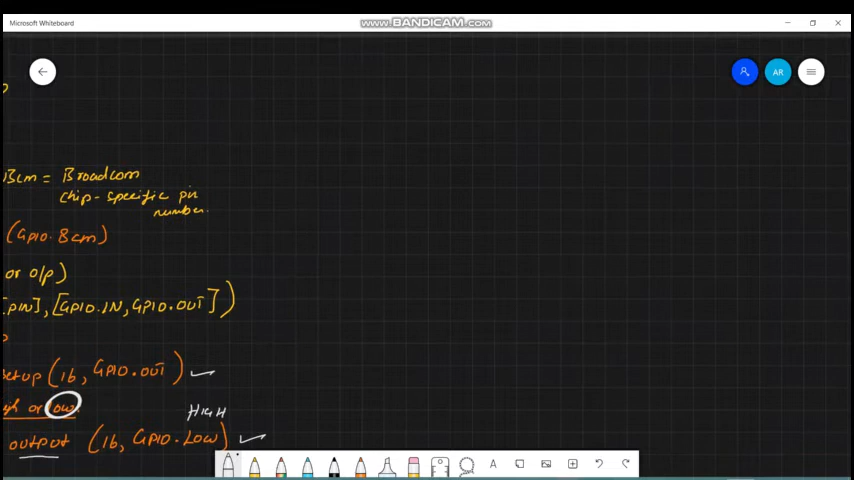 Microsoft Whiteboard
www.BANDICAM.com
AR
BCM = Broadcom
chip-specific pin
number.
(GPIO.BCM)
or o/p)
[PIN], [GPIO.IN, GPIO.OUT])
setup (16, GPIO.OUT)
high or low
HIGH
output (16, GPIO.LOW)
A